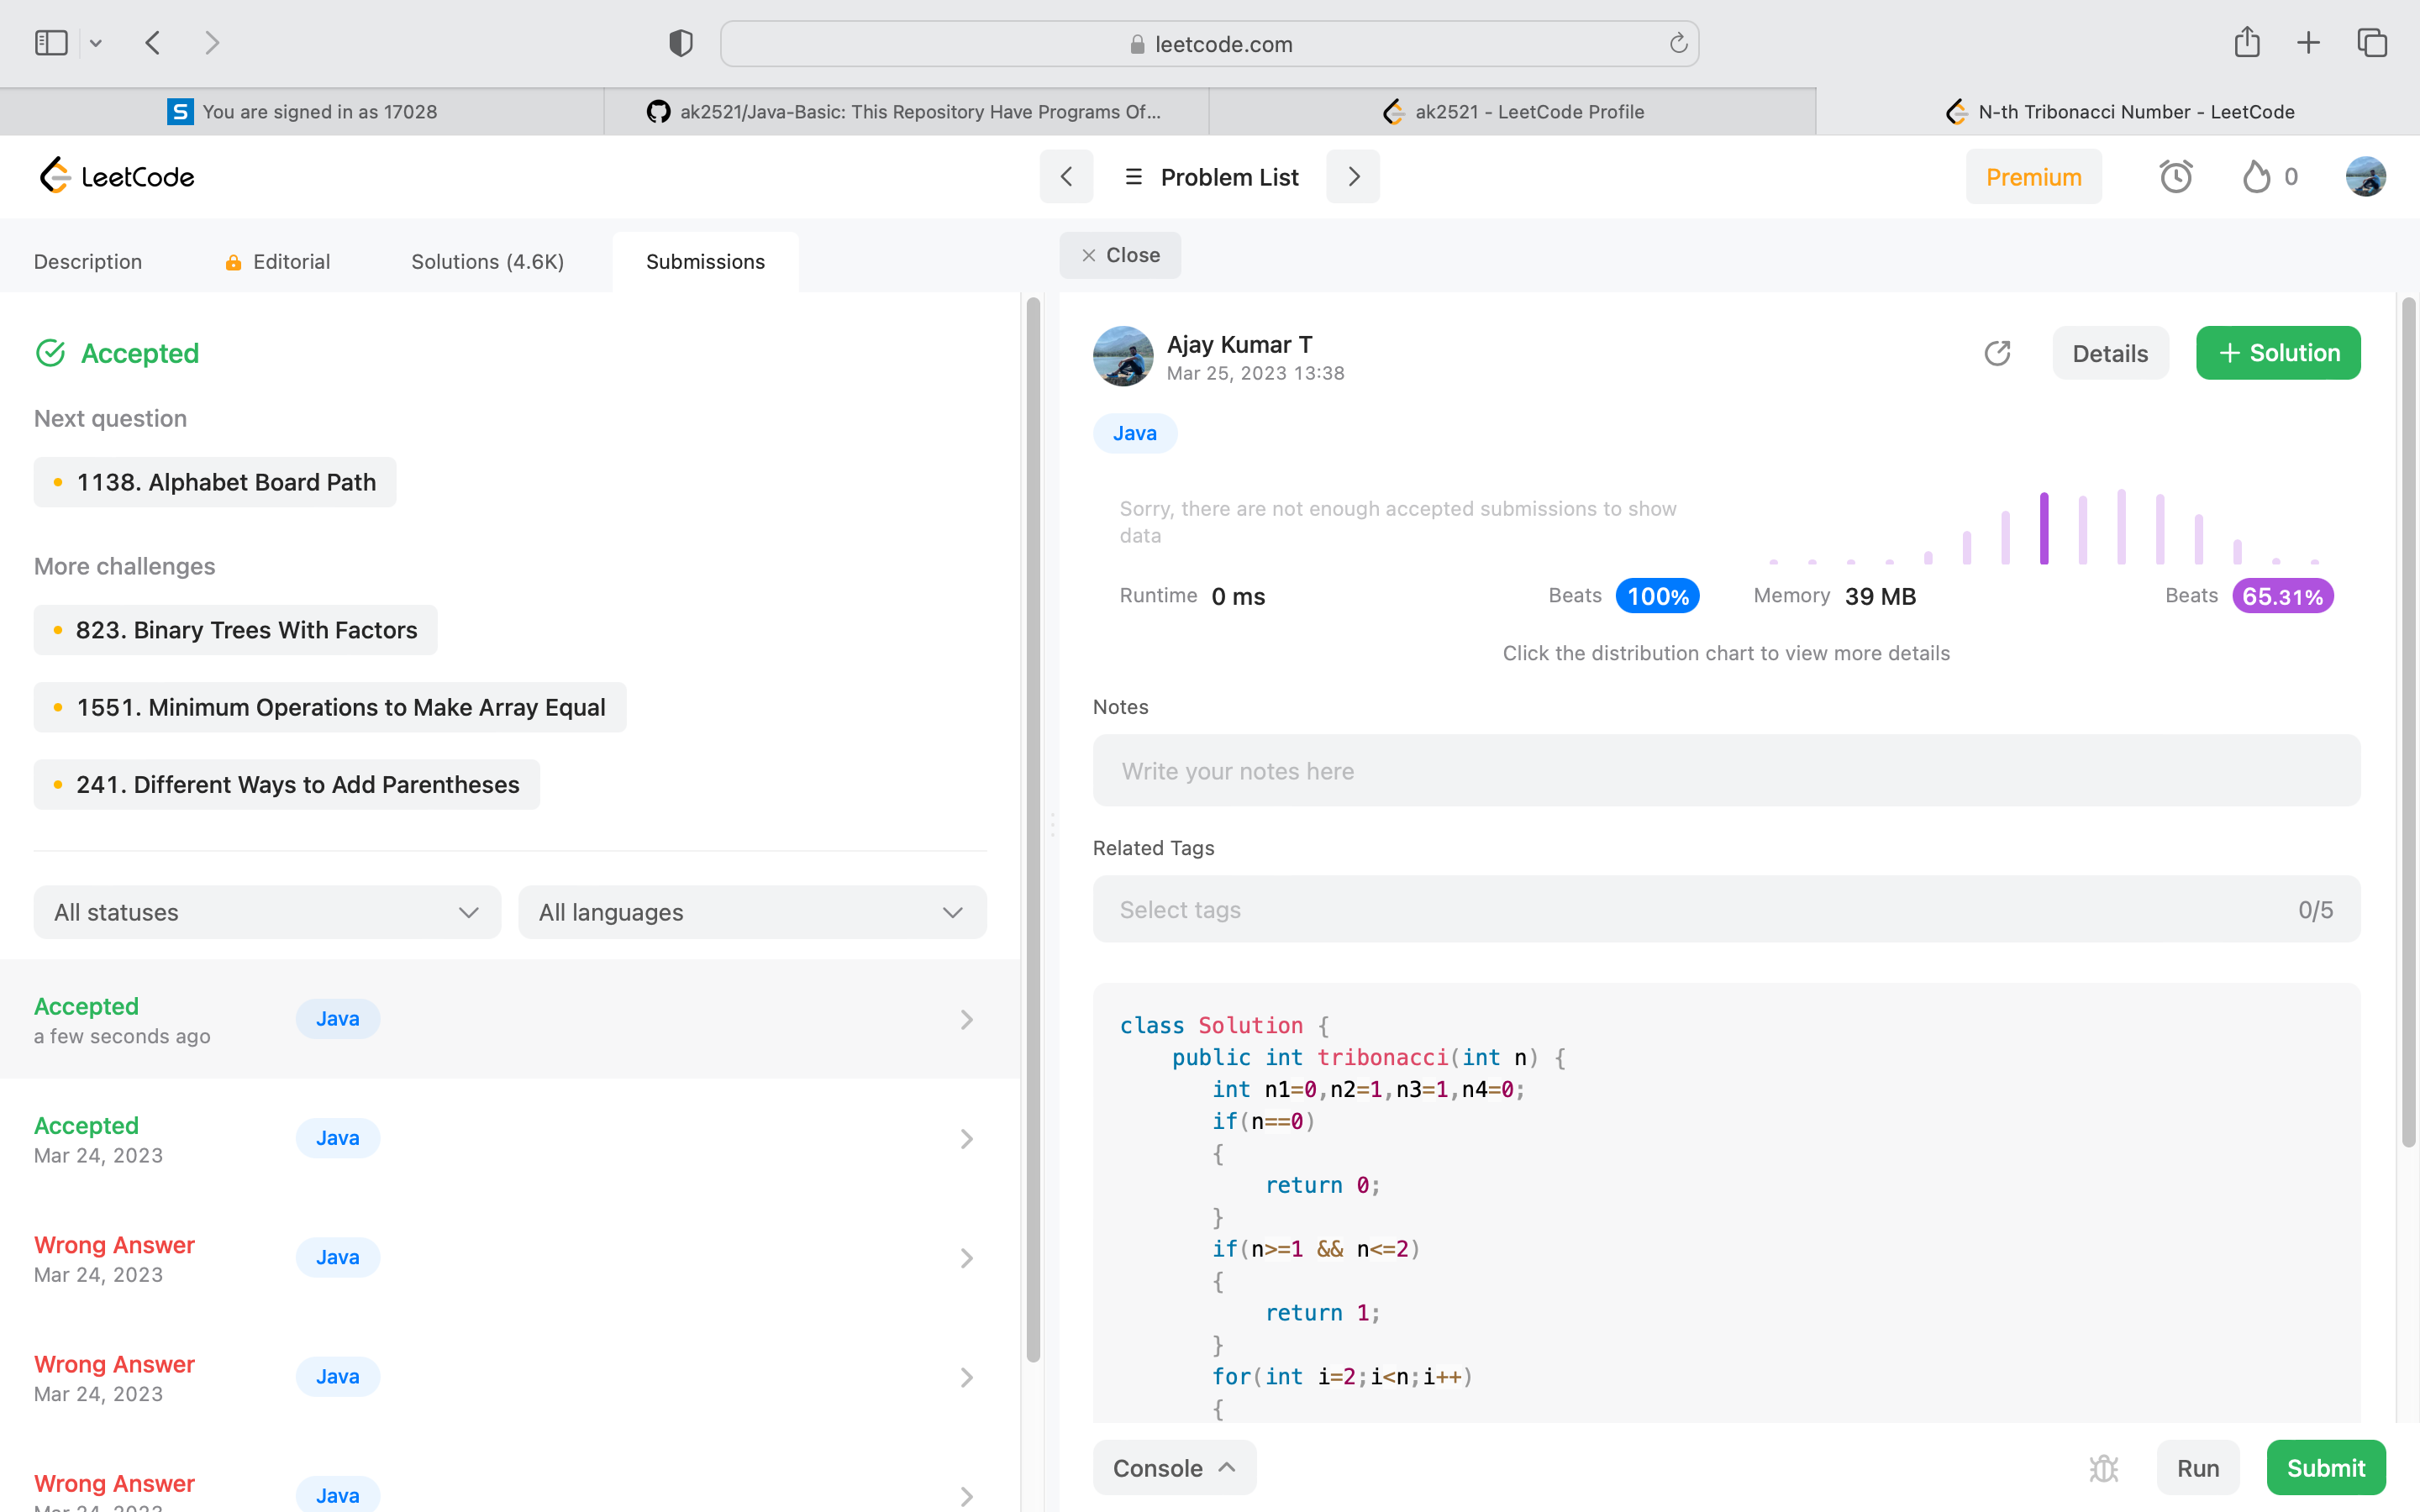 leetcode.com
You are signed in as 17028
ak2521/Java-Basic: This Repository Have Programs Of...
ak2521 - LeetCode Profile
N-th Tribonacci Number - LeetCode
LeetCode
Problem List
Premium
0
Description
Editorial
Solutions (4.6K)
Submissions
Close
Accepted
Next question
1138. Alphabet Board Path
More challenges
823. Binary Trees With Factors
1551. Minimum Operations to Make Array Equal
241. Different Ways to Add Parentheses
All statuses
All languages
Accepted
a few seconds ago
Java
Accepted
Mar 24, 2023
Java
Wrong Answer
Mar 24, 2023
Java
Wrong Answer
Mar 24, 2023
Java
Wrong Answer
Mar 24, 2023
Java
Ajay Kumar T
Mar 25, 2023 13:38
Details
+ Solution
Java
Sorry, there are not enough accepted submissions to show
data
Runtime 0 ms
Beats 100%
Memory 39 MB
Beats 65.31%
Click the distribution chart to view more details
Notes
Write your notes here
Related Tags
Select tags
0/5
class Solution {
public int tribonacci(int n) {
int n1=0,n2=1,n3=1,n4=0;
if(n==0)
{
return 0;
}
if(n>=1 && n<=2)
{
return 1;
}
for(int i=2;i<n;i++)
{
Console
Run
Submit